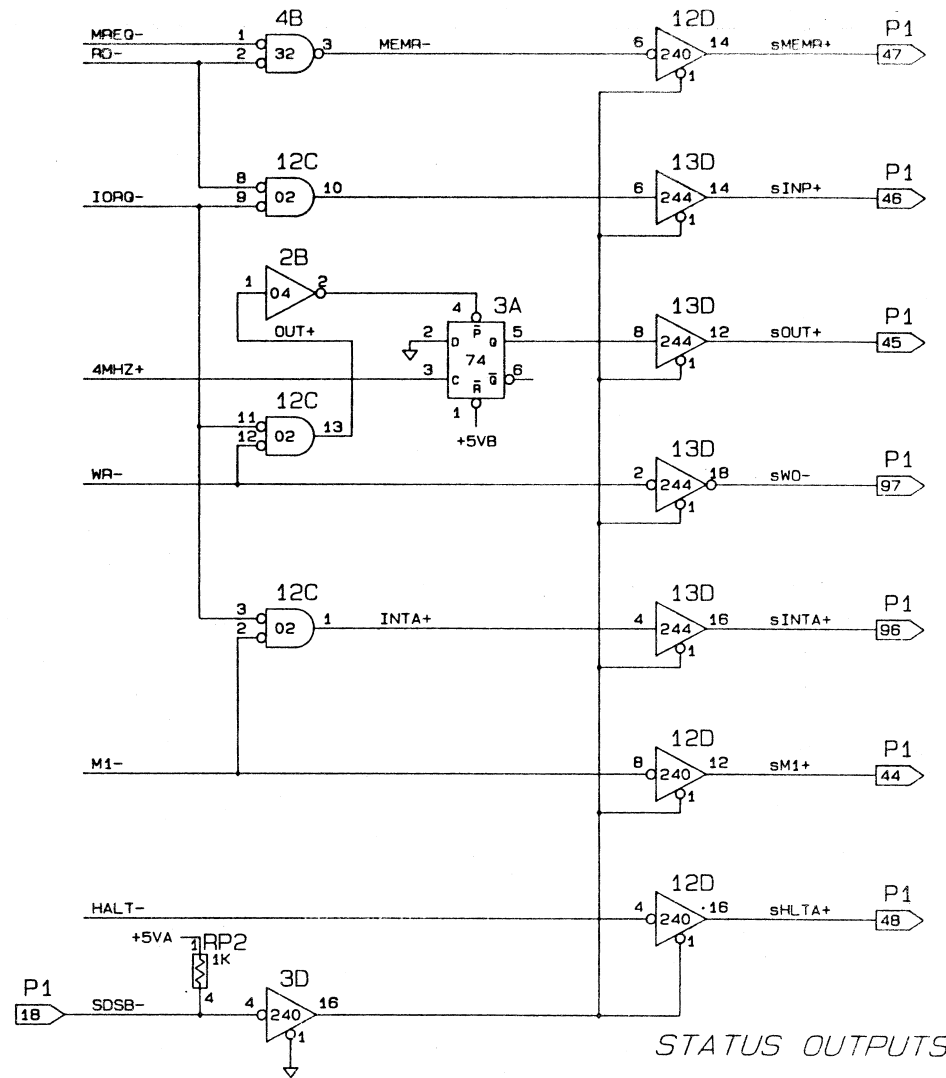 4B 12D P1
MREQ- 1 3 MEMR- 6 14 sMEMR+
RD- 2 32 240 47
1
12C 13D P1
8 10 6 14 sINP+
IORQ- 9 02 244 46
1
2B
1 04 2 3A 13D P1
4
OUT+ 2 D P̅ Q 5 8 12 sOUT+
74 244 45
4MHZ+ 3 C R̅ Q̅ 6 1
12C 1
11 13 +5VB 13D P1
12 02
WR- 2 18 sWO-
244 97
1
12C 13D P1
3 1 INTA+ 4 16 sINTA+
2 02 244 96
1
12D P1
M1- 8 12 sM1+
240 44
1
12D P1
HALT- 4 16 sHLTA+
240 48
+5VA 1 RP2 1
1K
P1 3D
SDSB- 4 4 16
18 240
1
STATUS OUTPUTS